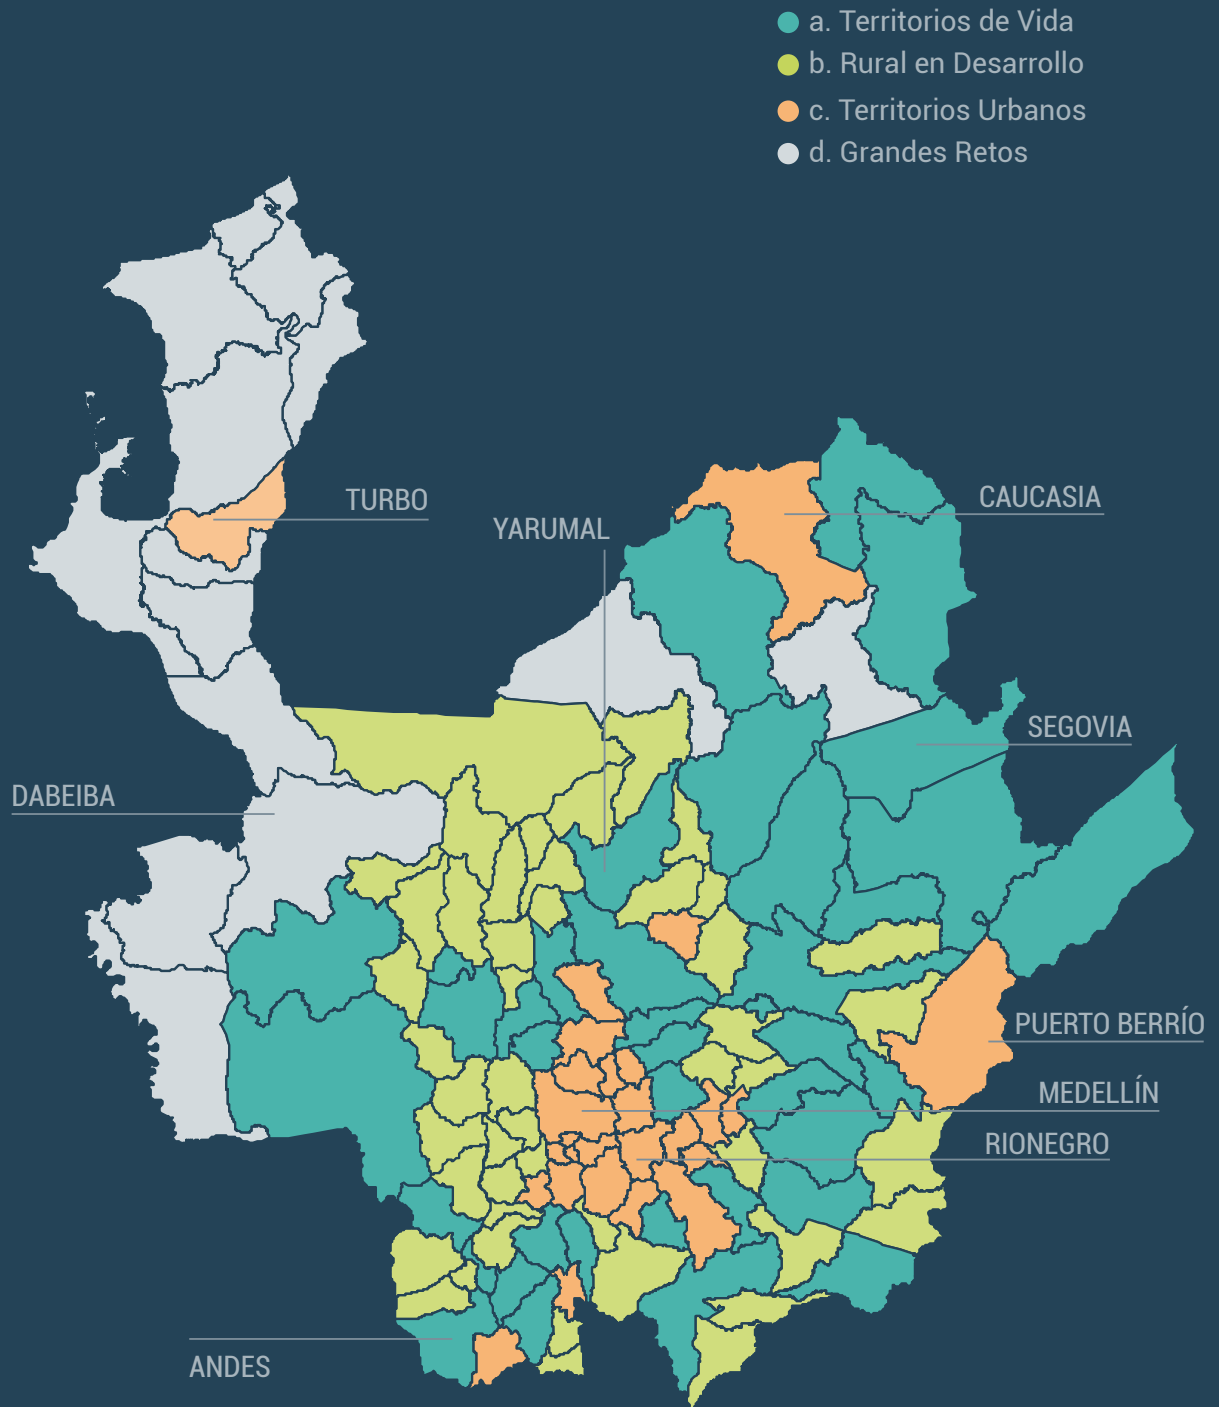 a. Territorios de Vida
b. Rural en Desarrollo
c. Territorios Urbanos
d. Grandes Retos
TURBO
CAUCASIA
YARUMAL
SEGOVIA
DABEIBA
PUERTO BERRÍO
MEDELLÍN
RIONEGRO
ANDES